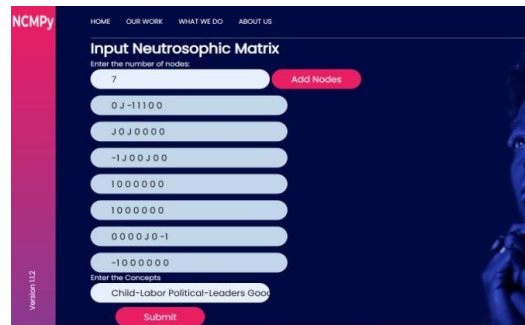 NCMPy
HOME OUR WORK WHAT WE DO ABOUT US
Input Neutrosophic Matrix
Enter the number of nodes:
7 Add Nodes
0 J -1 1 1 0 0
J 0 J 0 0 0 0
-1 J 0 0 J 0 0
1 0 0 0 0 0 0
1 0 0 0 0 0 0
0 0 0 0 J 0 -1
-1 0 0 0 0 0 0
Enter the Concepts
Child-Labor Political-Leaders Good
Submit
Version 1.1.2